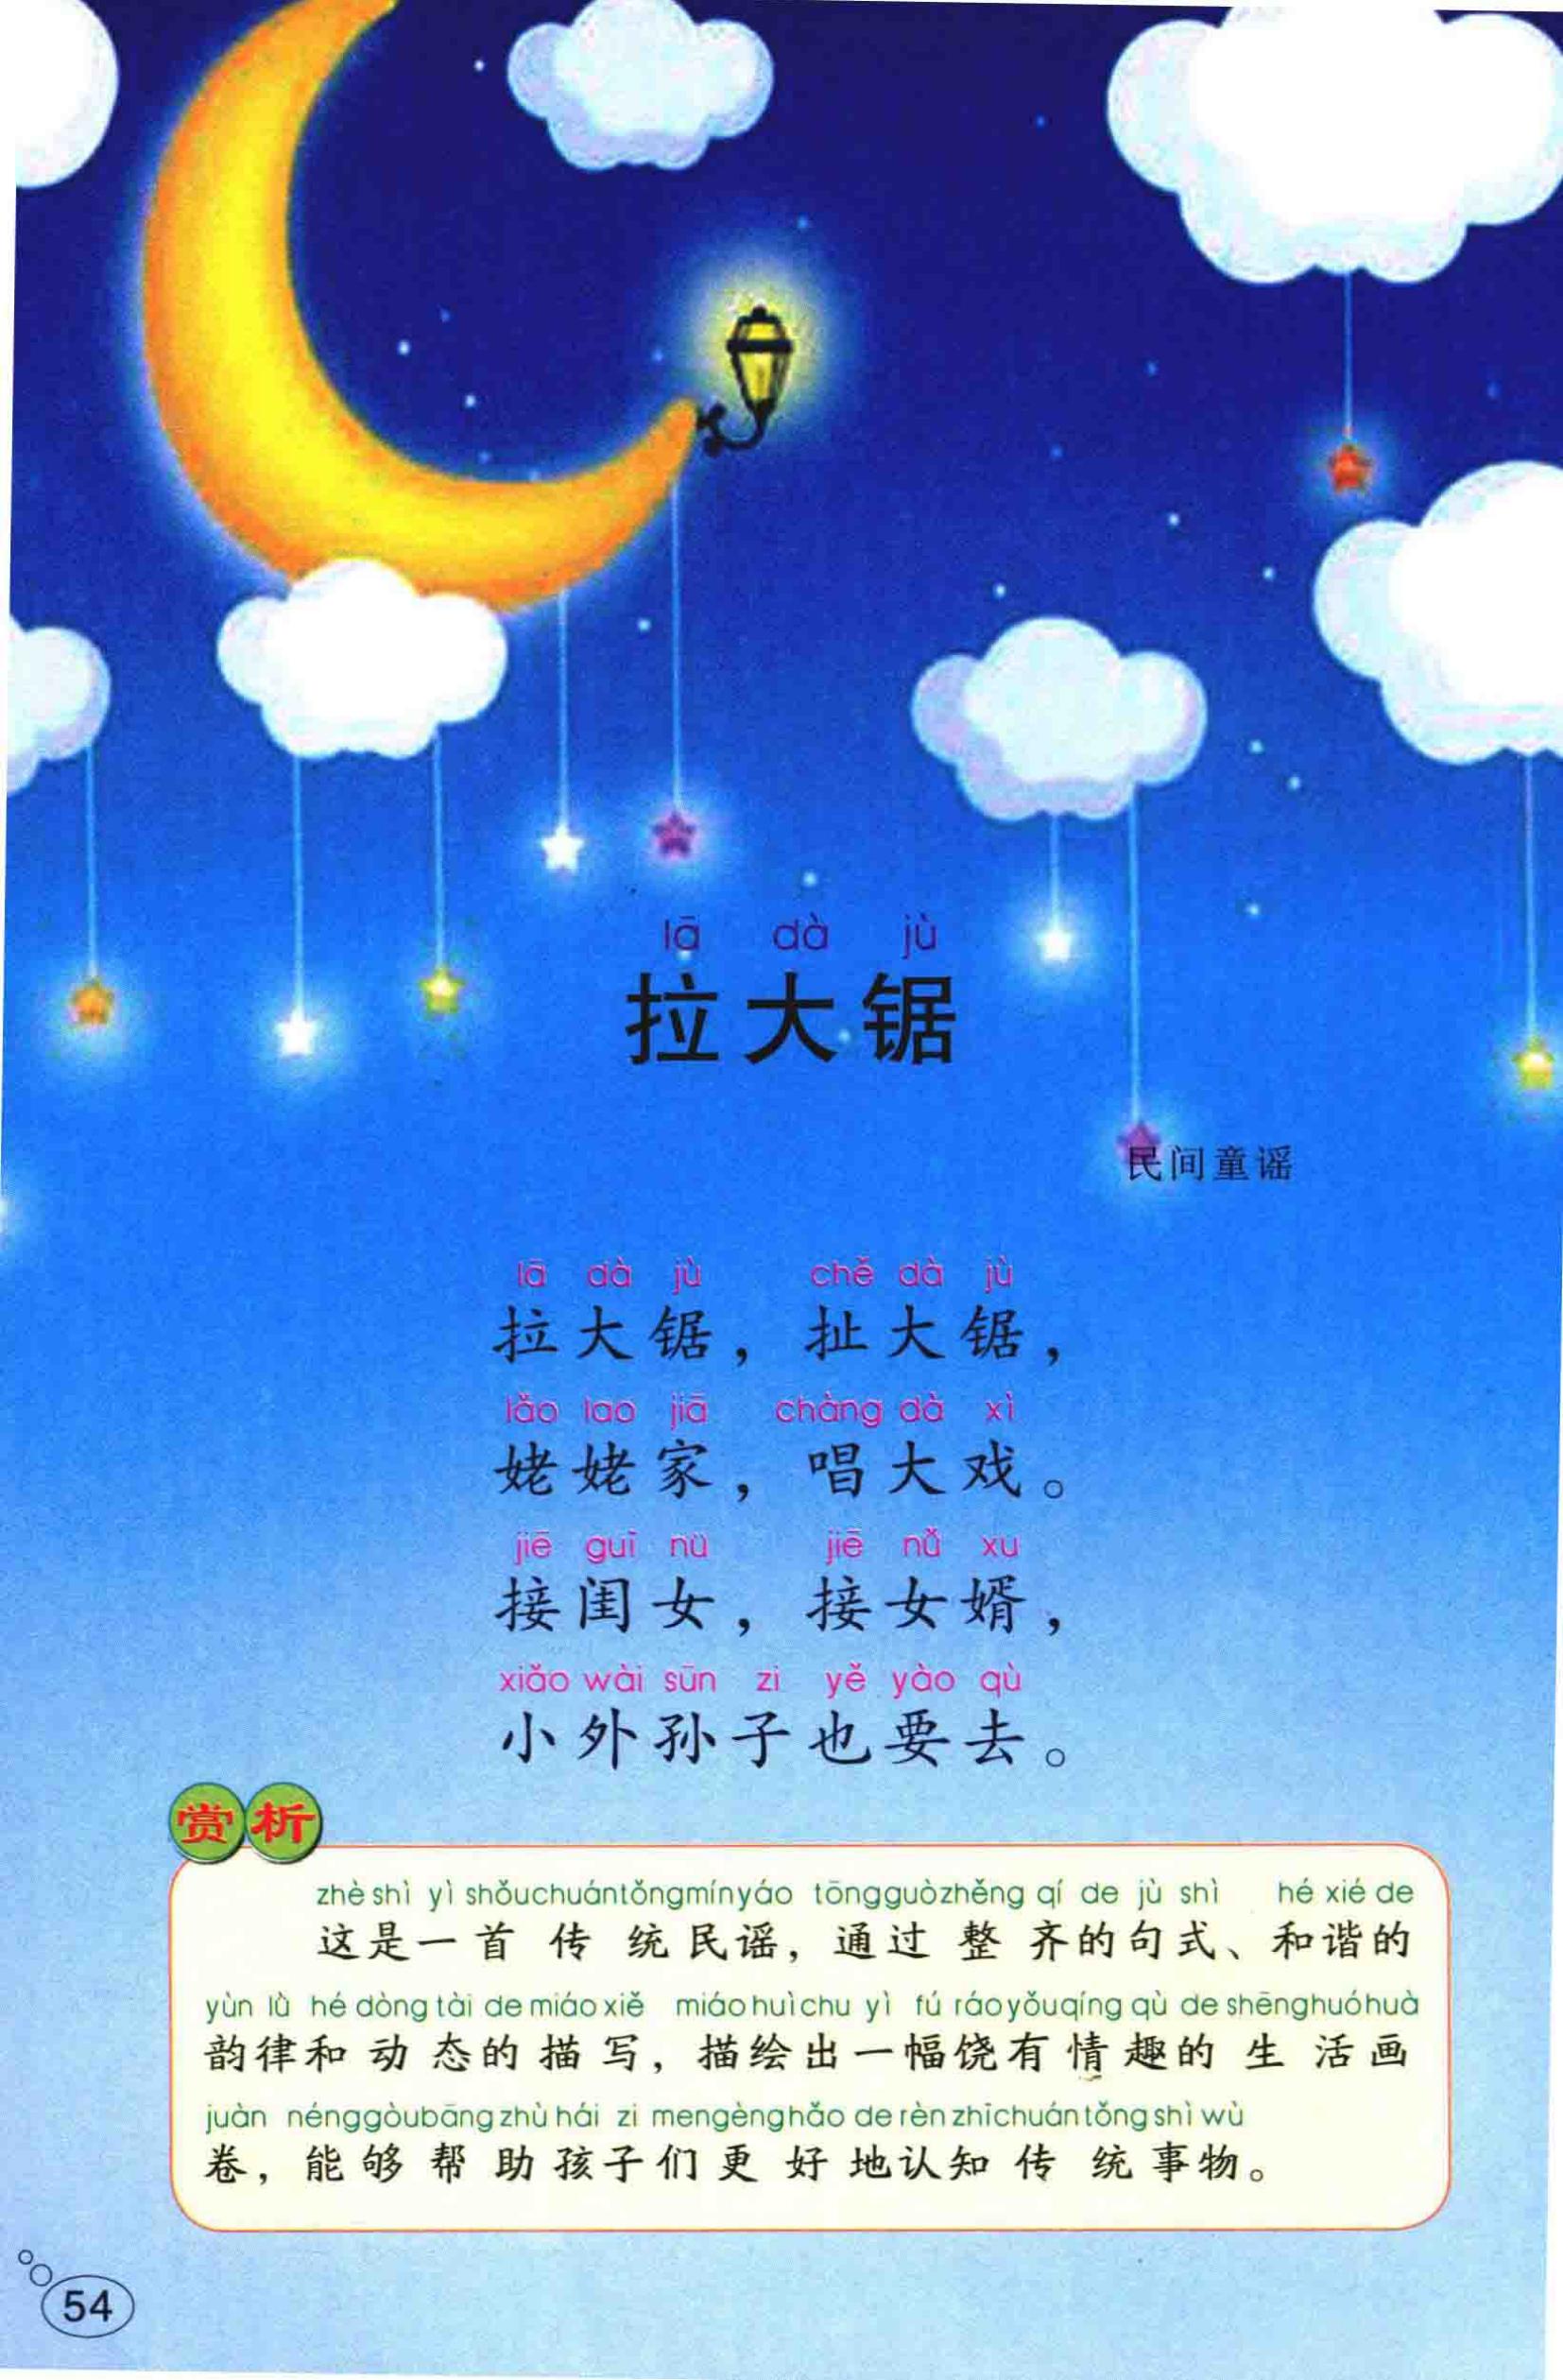 lā dà jù
拉大锯
民间童谣
lā dà jù chě dà jù
拉大锯，扯大锯，
lǎo lao jiā chàng dà xì
姥姥家，唱大戏。
jiē guī nü jiē nǚ xu
接闺女，接女婿，
xiǎo wài sūn zi yě yào qù
小外孙子也要去。
赏析
zhè shì yì shǒu chuán tǒng mín yáo tōng guò zhěng qí de jù shì hé xié de
这是一首传统民谣，通过整齐的句式、和谐的
yùn lǜ hé dòng tài de miáo xiě miáo huì chu yì fú ráo yǒu qíng qù de shēng huó huà
韵律和动态的描写，描绘出一幅饶有情趣的生活画
juàn néng gòu bāng zhù hái zi men gèng hǎo de rèn zhī chuán tǒng shì wù
卷，能够帮助孩子们更好地认知传统事物。
54